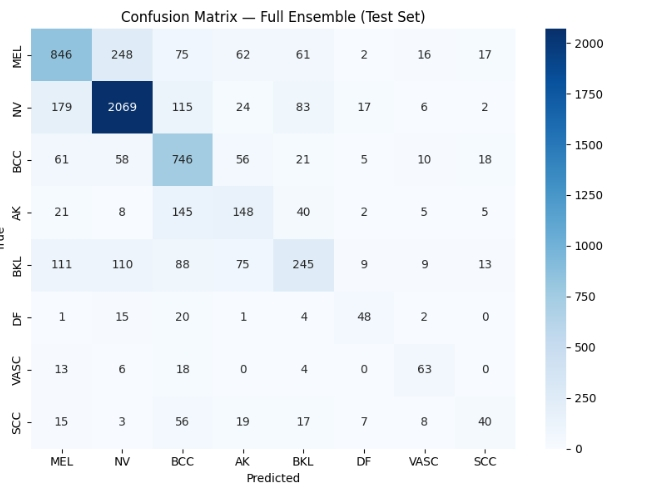 Confusion Matrix — Full Ensemble (Test Set)
MEL 846 248 75 62 61 2 16 17
NV 179 2069 115 24 83 17 6 2
BCC 61 58 746 56 21 5 10 18
AK 21 8 145 148 40 2 5 5
BKL 111 110 88 75 245 9 9 13
DF 1 15 20 1 4 48 2 0
VASC 13 6 18 0 4 0 63 0
SCC 15 3 56 19 17 7 8 40
MEL NV BCC AK BKL DF VASC SCC
Predicted
2000
1750
1500
1250
1000
750
500
250
0